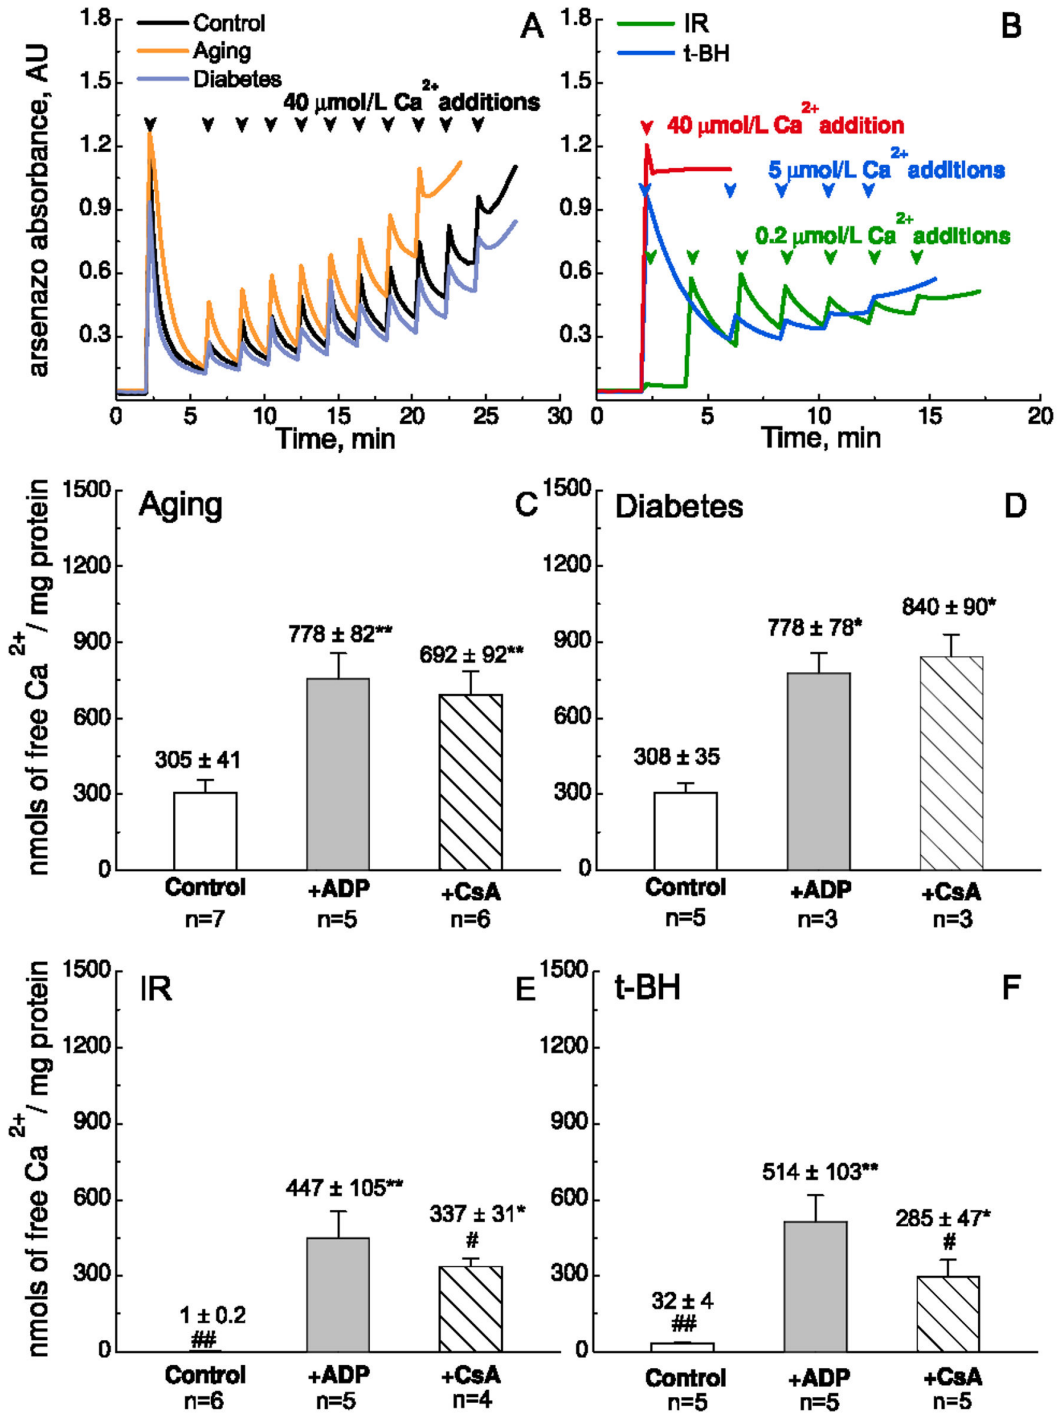 A
Control
Aging
Diabetes
40 μmol/L Ca2+ additions
arsenazo absorbance, AU
1.8
1.5
1.2
0.9
0.6
0.3
0 5 10 15 20 25 30
Time, min
B
IR
t-BH
40 μmol/L Ca2+ addition
5 μmol/L Ca2+ additions
0.2 μmol/L Ca2+ additions
1.8
1.5
1.2
0.9
0.6
0.3
0 5 10 15 20
Time, min
Aging C
nmols of free Ca2+ / mg protein
1500
1200
900
600
300
0
305 ± 41
778 ± 82**
692 ± 92**
Control +ADP +CsA
n=7 n=5 n=6
Diabetes D
1500
1200
900
600
300
0
308 ± 35
778 ± 78*
840 ± 90*
Control +ADP +CsA
n=5 n=3 n=3
IR E
nmols of free Ca2+ / mg protein
1500
1200
900
600
300
0
1 ± 0.2
##
447 ± 105**
337 ± 31*
#
Control +ADP +CsA
n=6 n=5 n=4
t-BH F
1500
1200
900
600
300
0
32 ± 4
##
514 ± 103**
285 ± 47*
#
Control +ADP +CsA
n=5 n=5 n=5